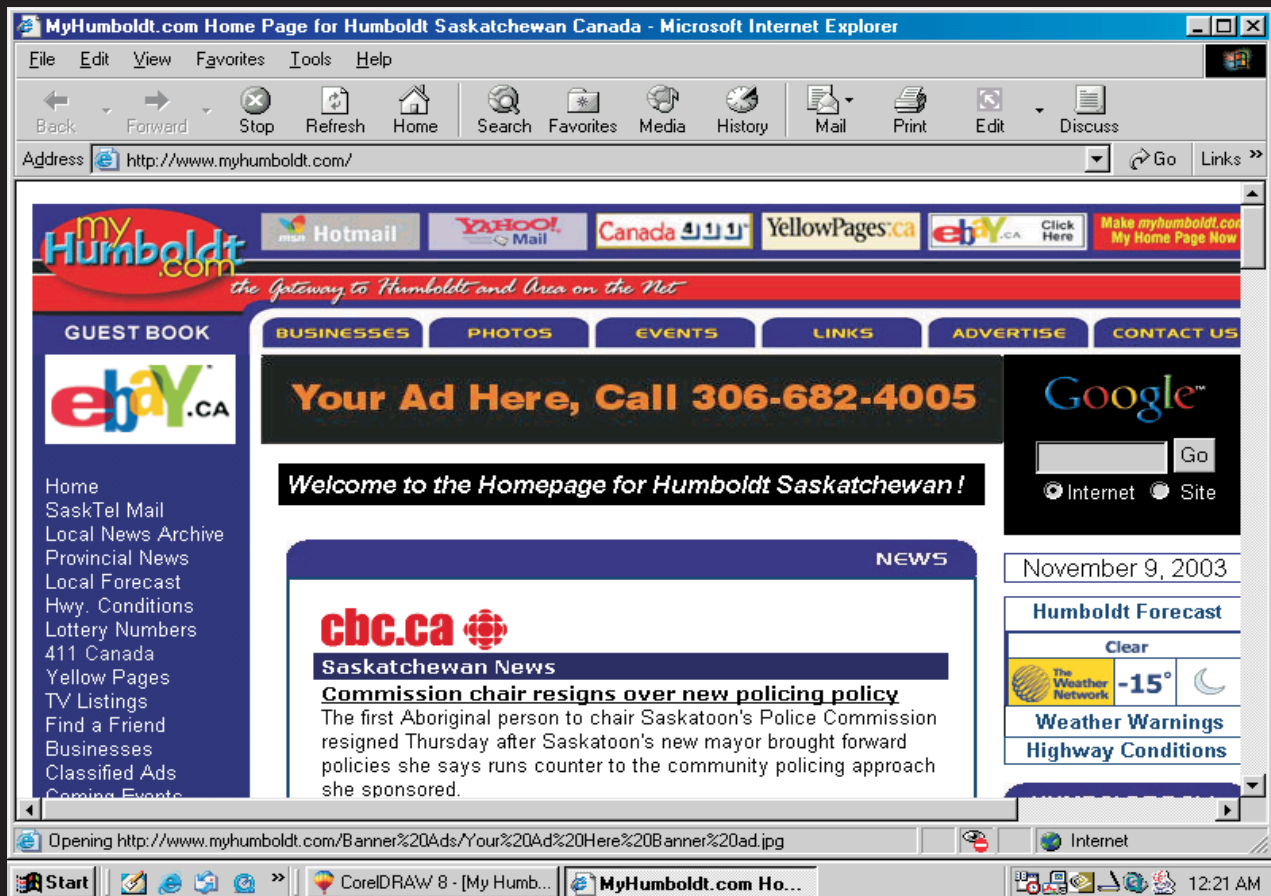 MyHumboldt.com Home Page for Humboldt Saskatchewan Canada - Microsoft Internet Explorer
File Edit View Favorites Tools Help
Back Forward Stop Refresh Home Search Favorites Media History Mail Print Edit Discuss
Address http://www.myhumboldt.com/ Go Links »
my
Humboldt
.com
msn Hotmail
YAHOO! Mail
Canada 411
YellowPages.ca
ebay.CA Click Here
Make myhumboldt.com
My Home Page Now
the Gateway to Humboldt and Area on the Net
GUEST BOOK
BUSINESSES PHOTOS EVENTS LINKS ADVERTISE CONTACT US
ebay.CA
Your Ad Here, Call 306-682-4005
Google™
Go
Internet Site
Welcome to the Homepage for Humboldt Saskatchewan !
Home
SaskTel Mail
Local News Archive
Provincial News
Local Forecast
Hwy. Conditions
Lottery Numbers
411 Canada
Yellow Pages
TV Listings
Find a Friend
Businesses
Classified Ads
Coming Events
NEWS
cbc.ca
Saskatchewan News
Commission chair resigns over new policing policy
The first Aboriginal person to chair Saskatoon's Police Commission
resigned Thursday after Saskatoon's new mayor brought forward
policies she says runs counter to the community policing approach
she sponsored.
November 9, 2003
Humboldt Forecast
Clear
The Weather Network -15°
Weather Warnings
Highway Conditions
Opening http://www.myhumboldt.com/Banner%20Ads/Your%20Ad%20Here%20Banner%20ad.jpg Internet
Start » CorelDRAW 8 - [My Humb... MyHumboldt.com Ho... 12:21 AM